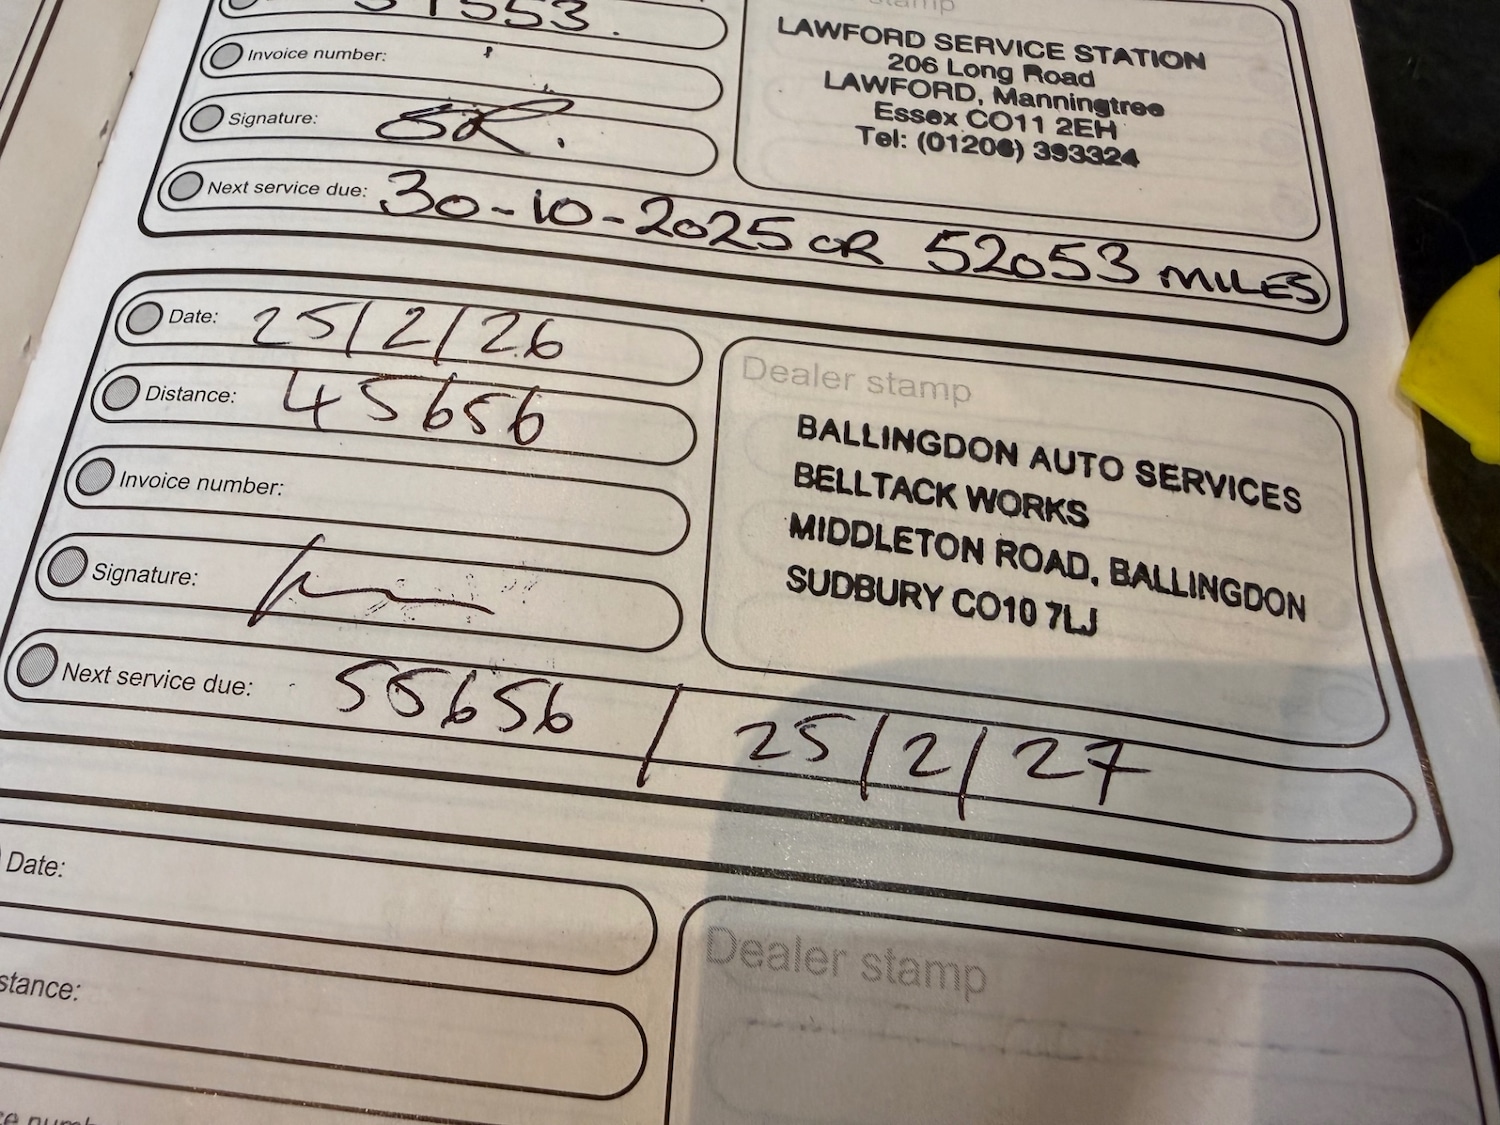 stamp
LAWFORD SERVICE STATION
206 Long Road
LAWFORD, Manningtree
Essex CO11 2EH
Tel: (01206) 393324
Invoice number:
Signature:
Next service due: 30-10-2025 OR 52053 MILES
Date: 25/2/26
Distance: 45656
Invoice number:
Signature:
Dealer stamp
BALLINGDON AUTO SERVICES
BELLTACK WORKS
MIDDLETON ROAD, BALLINGDON
SUDBURY CO10 7LJ
Next service due: 55656 / 25/2/27
Date:
stance:
Dealer stamp